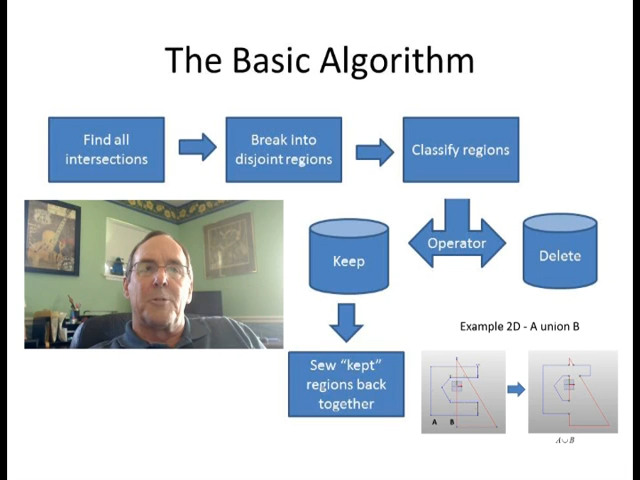 The Basic Algorithm
Find all
intersections
Break into
disjoint regions
Classify regions
Operator
Keep
Delete
Sew “kept”
regions back
together
Example 2D - A union B
A B
A ∪ B